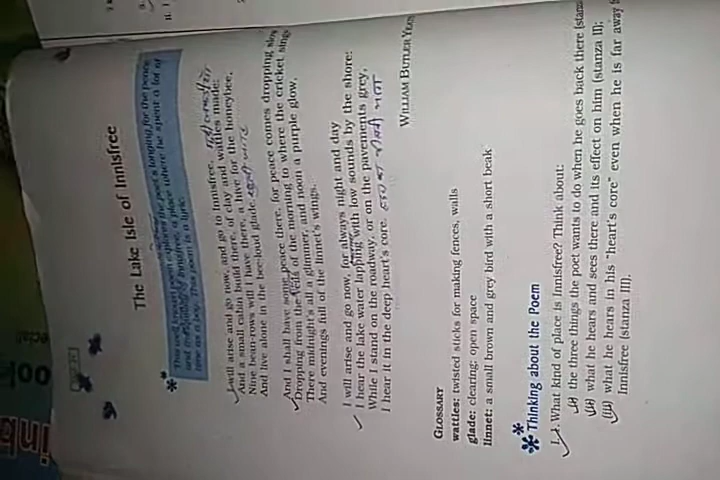 The Lake Isle of Innisfree
This well known poem explores the poet's longing for the peace
and tranquility of Innisfree, a place where he spent a lot of
time as a boy. This poem is a lyric.
I will arise and go now, and go to Innisfree,
And a small cabin build there, of clay and wattles made:
Nine bean-rows will I have there, a hive for the honeybee,
And live alone in the bee-loud glade.
And I shall have some peace there, for peace comes dropping slow
Dropping from the veils of the morning to where the cricket sings
There midnight's all a glimmer, and noon a purple glow,
And evenings full of the linnet's wings.
I will arise and go now, for always night and day
I hear the lake water lapping with low sounds by the shore:
While I stand on the roadway, or on the pavements grey,
I hear it in the deep heart's core.
WILLIAM BUTLER YEATS
GLOSSARY
wattles: twisted sticks for making fences, walls
glade: clearing; open space
linnet: a small brown and grey bird with a short beak
Thinking about the Poem
What kind of place is Innisfree? Think about:
the three things the poet wants to do when he goes back there (stanza
what he hears and sees there and its effect on him (stanza II);
what he hears in his "heart's core" even when he is far away
Innisfree (stanza III).